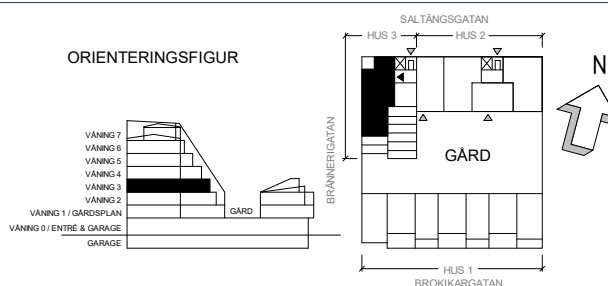 ORIENTERINGSFIGUR
VÅNING 7
VÅNING 6
VÅNING 5
VÅNING 4
VÅNING 3
VÅNING 2
VÅNING 1 / GÅRDSPLAN
VÅNING 0 / ENTRÉ & GARAGE
GARAGE
GÅRD
SALTÄNGSGATAN
HUS 3
HUS 2
BRÄNNERIGATAN
GÅRD
HUS 1
BROKIKARGATAN
N